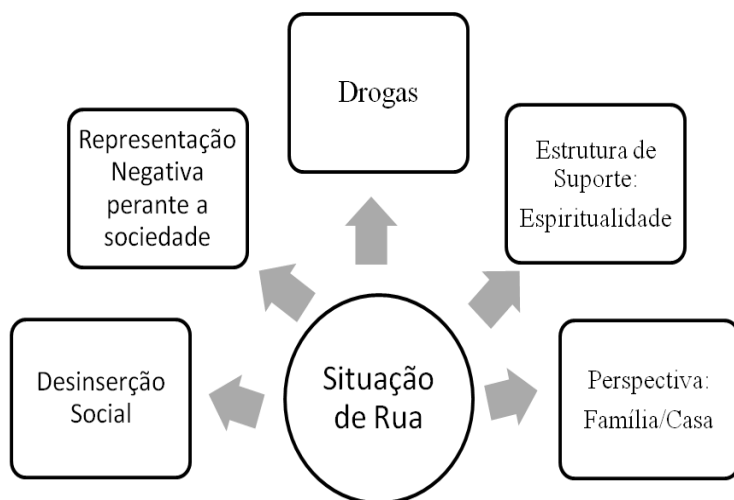 Drogas
Representação
Negativa
perante a
sociedade
Estrutura de
Suporte:
Espiritualidade
Desinserção
Social
Situação
de Rua
Perspectiva:
Família/Casa